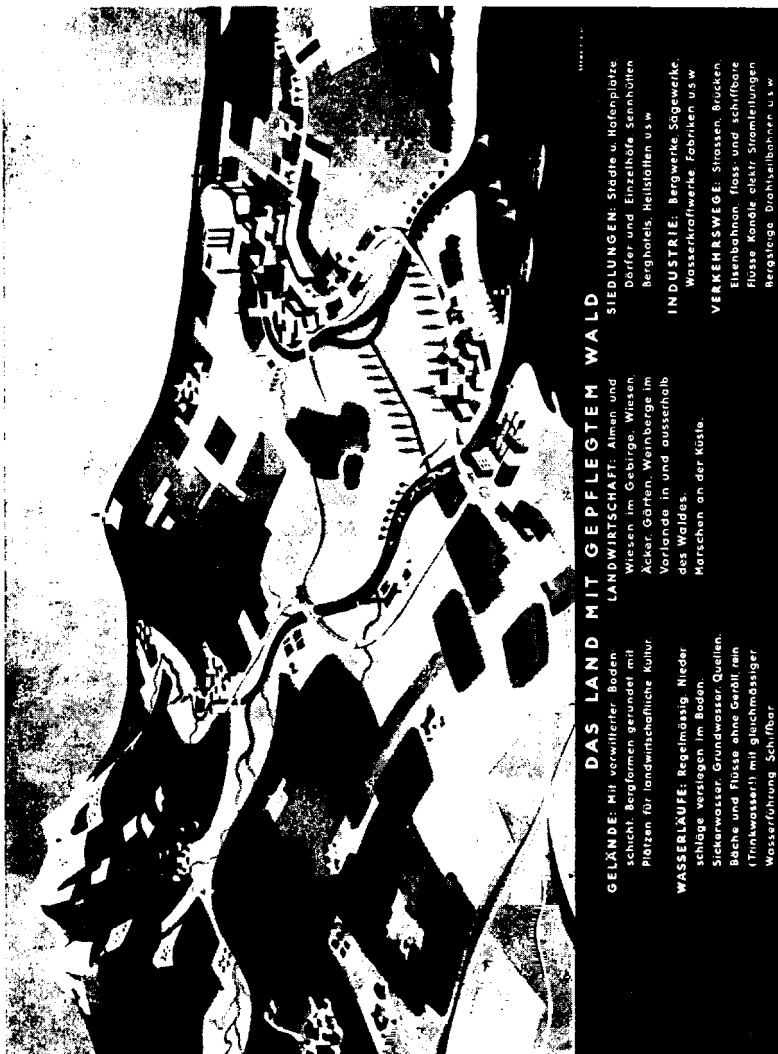 DAS LAND MIT GEPFLEGTEM WALD
GELÄNDE: Mit verwitterter Boden-
schicht. Bergformen gerundet mit
Plätzen für landwirtschaftliche Kultur.
WASSERLÄUFE: Regelmässig. Nieder
schläge versiegen im Boden.
Sickerwasser. Grundwasser. Quellen.
Bäche und Flüsse ohne Geröll, rein
(Trinkwasser!) mit gleichmässiger
Wasserführung. Schiffbar
LANDWIRTSCHAFT: Almen und
Wiesen im Gebirge. Wiesen,
Äcker, Gärten, Weinberge im
Vorlande in und ausserhalb
des Waldes.
Marschen an der Küste.
SIEDLUNGEN: Städte u. Hafenplätze
Dörfer und Einzelhöfe Sennhütten
Berghotels, Heilstätten u s w
INDUSTRIE: Bergwerke, Sägewerke,
Wasserkraftwerke, Fabriken u s w
VERKEHRSWEGE: Strassen, Brücken,
Eisenbahnen, floss- und schiffbare
Flüsse Kanäle elektr Stromleitungen
Bergsteige Drahtseilbahnen u s w